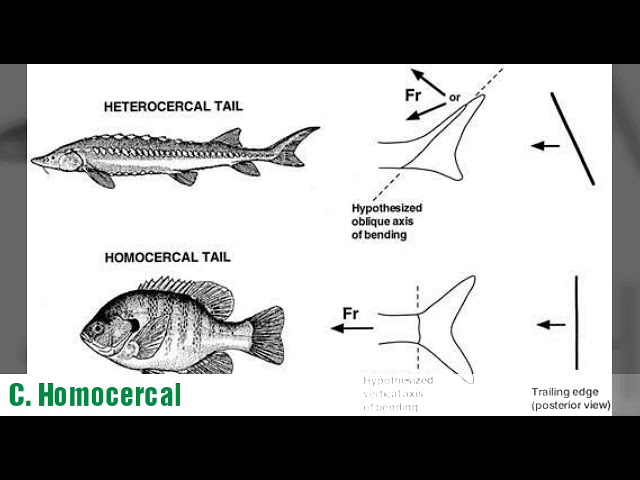 HETEROCERCAL TAIL
Fr or
Hypothesized
oblique axis
of bending
HOMOCERCAL TAIL
Fr
Hypothesized
vertical axis
of bending
Trailing edge
(posterior view)
C. Homocercal